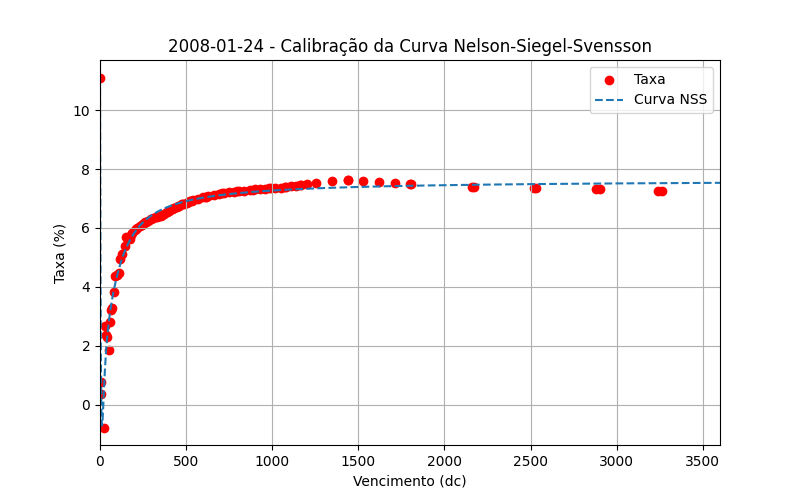 2008-01-24 - Calibração da Curva Nelson-Siegel-Svensson
Taxa
Curva NSS
Taxa (%)
10
8
6
4
2
0
0 500 1000 1500 2000 2500 3000 3500
Vencimento (dc)